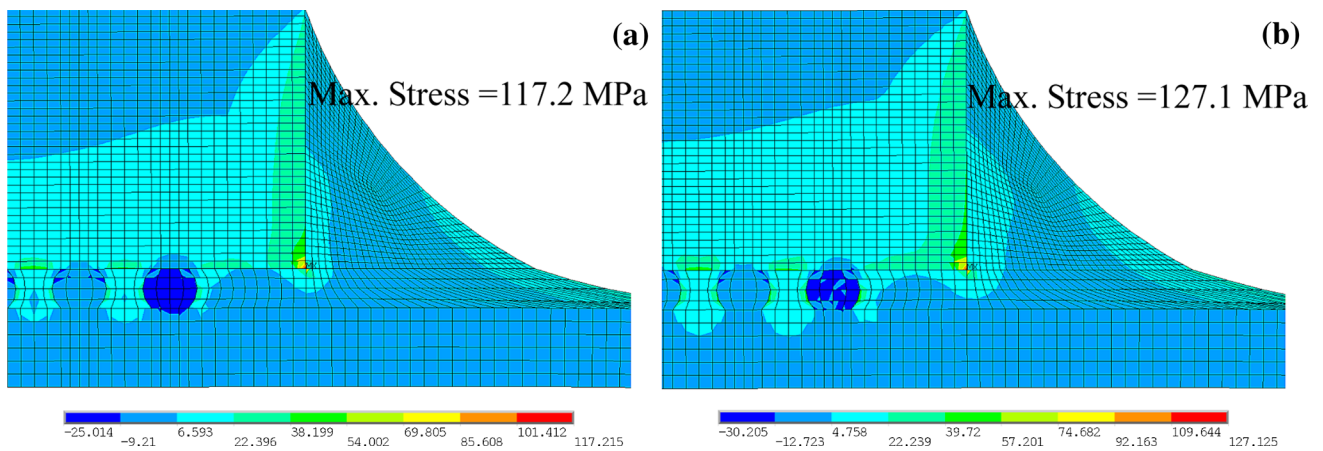 (a)
Max. Stress =117.2 MPa
MX
-25.014 -9.21 6.593 22.396 38.199 54.002 69.805 85.608 101.412 117.215
(b)
Max. Stress =127.1 MPa
MX
-30.205 -12.723 4.758 22.239 39.72 57.201 74.682 92.163 109.644 127.125